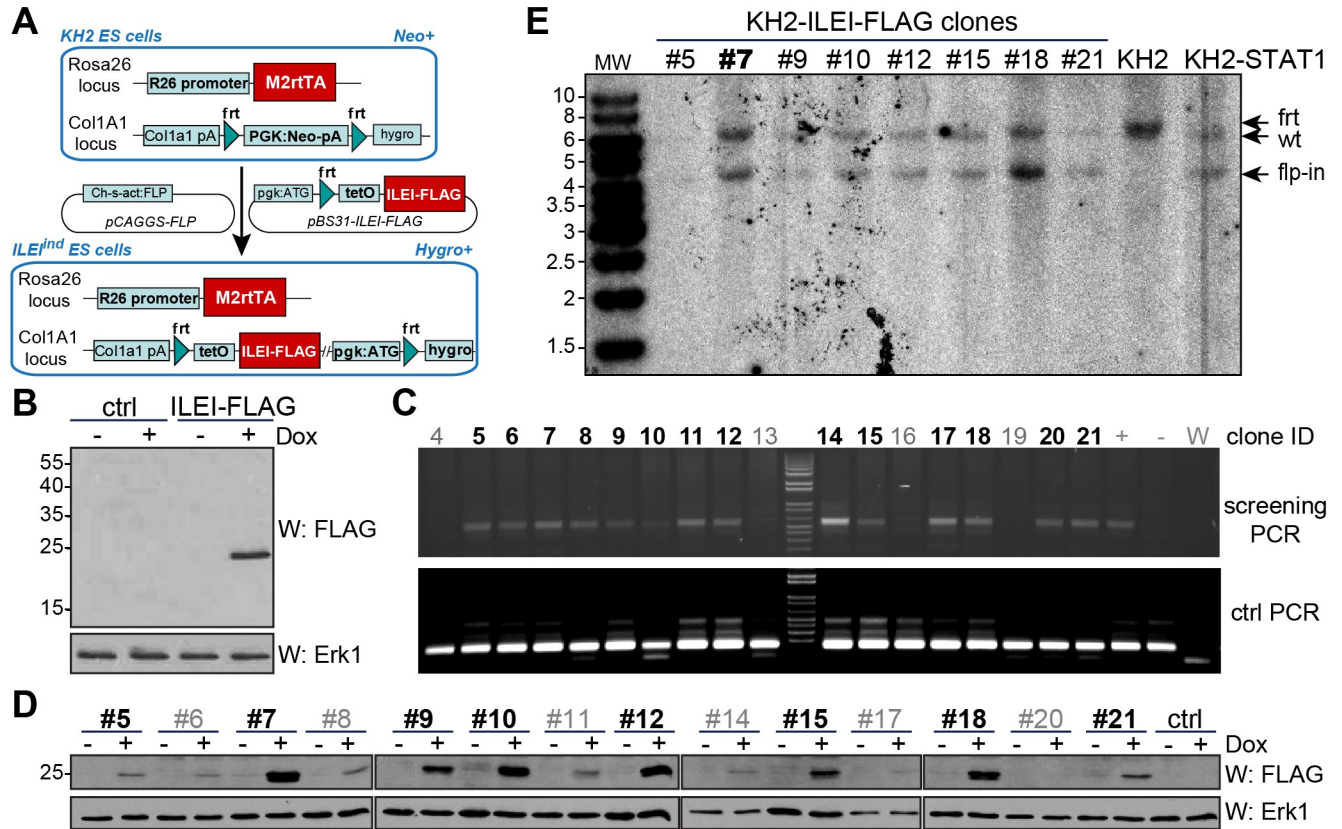 A
KH2 ES cells Neo+
Rosa26 locus
R26 promoter M2rtTA
Col1A1 locus
frt frt
Col1a1 pA PGK:Neo-pA hygro
Ch-s-act:FLP
pCAGGS-FLP
frt
pgk:ATG tetO ILEI-FLAG
pBS31-ILEI-FLAG
ILEIind ES cells Hygro+
Rosa26 locus
R26 promoter M2rtTA
Col1A1 locus
frt frt
Col1a1 pA tetO ILEI-FLAG pgk:ATG hygro
B
ctrl ILEI-FLAG
- + - + Dox
55
40
35
25
15
W: FLAG
W: Erk1
E
KH2-ILEI-FLAG clones
MW #5 #7 #9 #10 #12 #15 #18 #21 KH2 KH2-STAT1
10
8
6
5
4
3.5
3
2.5
2
1.5
frt
wt
flp-in
C
4 5 6 7 8 9 10 11 12 13 14 15 16 17 18 19 20 21 + - W clone ID
screening PCR
ctrl PCR
D
#5 #6 #7 #8 #9 #10 #11 #12 #14 #15 #17 #18 #20 #21 ctrl
- + - + - + - + - + - + - + - + - + - + - + - + - + - + - + Dox
25
W: FLAG
W: Erk1